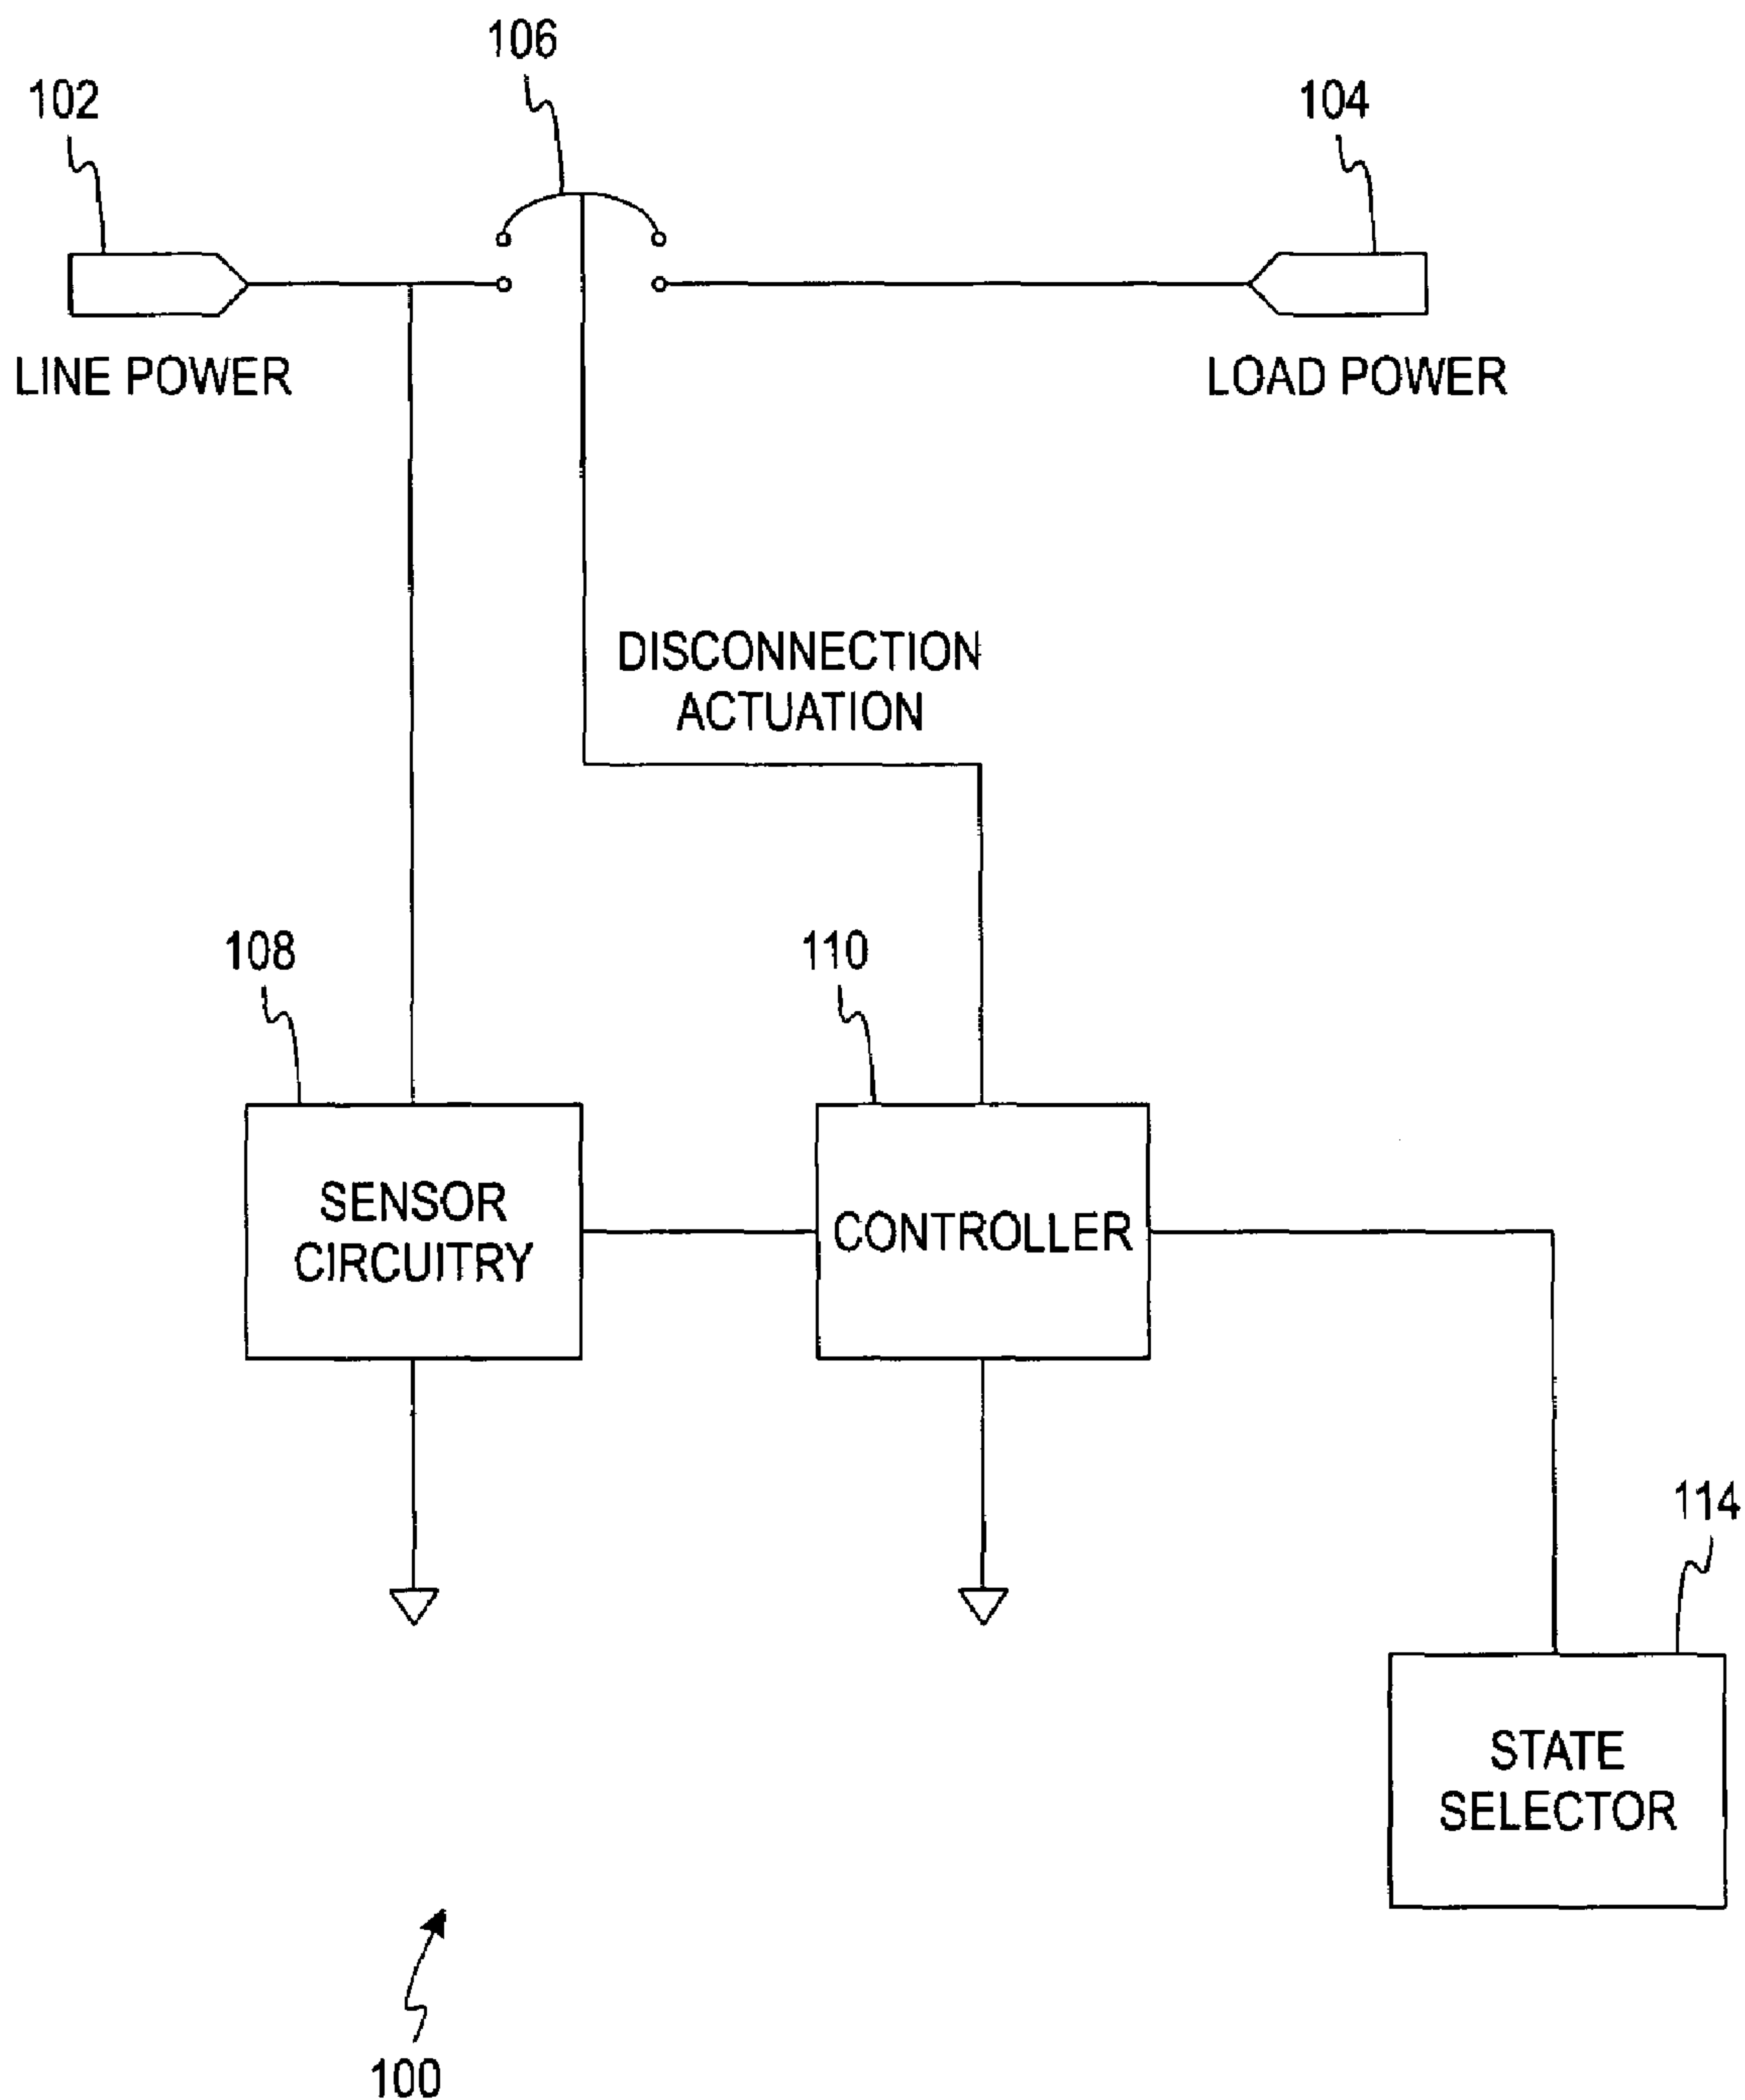 106
102
104
LINE POWER
LOAD POWER
DISCONNECTION
ACTUATION
108
110
SENSOR
CIRCUITRY
CONTROLLER
114
STATE
SELECTOR
100